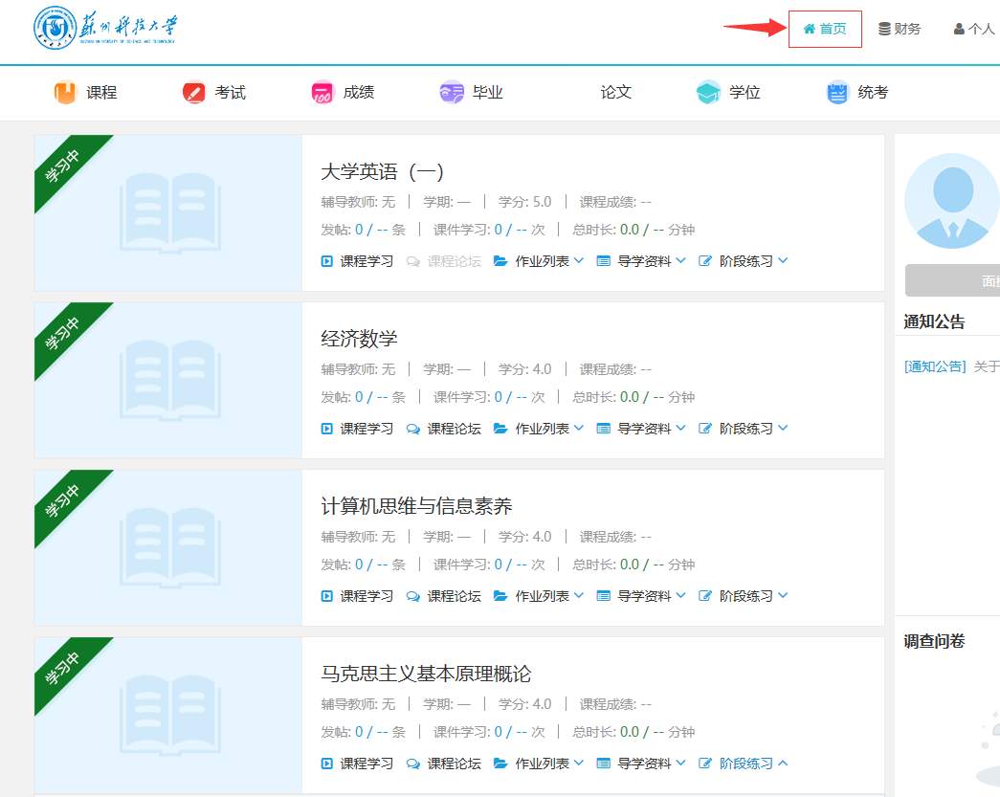 苏州科技大学
SUZHOU UNIVERSITY OF SCIENCE AND TECHNOLOGY
首页 财务 个人
课程 考试 成绩 毕业 论文 学位 统考
学习中
大学英语（一）
辅导教师: 无 | 学期: — | 学分: 5.0 | 课程成绩: --
发帖: 0 / -- 条 | 课件学习: 0 / -- 次 | 总时长: 0.0 / -- 分钟
课程学习 课程论坛 作业列表 导学资料 阶段练习
学习中
经济数学
辅导教师: 无 | 学期: — | 学分: 4.0 | 课程成绩: --
发帖: 0 / -- 条 | 课件学习: 0 / -- 次 | 总时长: 0.0 / -- 分钟
课程学习 课程论坛 作业列表 导学资料 阶段练习
学习中
计算机思维与信息素养
辅导教师: 无 | 学期: — | 学分: 4.0 | 课程成绩: --
发帖: 0 / -- 条 | 课件学习: 0 / -- 次 | 总时长: 0.0 / -- 分钟
课程学习 课程论坛 作业列表 导学资料 阶段练习
学习中
马克思主义基本原理概论
辅导教师: 无 | 学期: — | 学分: 4.0 | 课程成绩: --
发帖: 0 / -- 条 | 课件学习: 0 / -- 次 | 总时长: 0.0 / -- 分钟
课程学习 课程论坛 作业列表 导学资料 阶段练习
面
通知公告
[通知公告] 关于
调查问卷